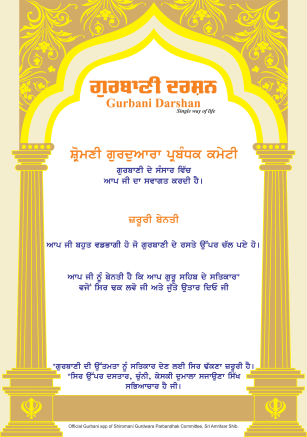 ਗੁਰਬਾਣੀ ਦਰਸ਼ਨ
Gurbani Darshan
Single way of life
ਸ਼੍ਰੋਮਣੀ ਗੁਰਦੁਆਰਾ ਪ੍ਰਬੰਧਕ ਕਮੇਟੀ
ਗੁਰਬਾਣੀ ਦੇ ਸੰਸਾਰ ਵਿੱਚ
ਆਪ ਜੀ ਦਾ ਸਵਾਗਤ ਕਰਦੀ ਹੈ।
ਜ਼ਰੂਰੀ ਬੇਨਤੀ
ਆਪ ਜੀ ਬਹੁਤ ਵਡਭਾਗੀ ਹੋ ਜੋ ਗੁਰਬਾਣੀ ਦੇ ਰਸਤੇ ਉੱਪਰ ਚੱਲ ਪਏ ਹੋ।
ਆਪ ਜੀ ਨੂੰ ਬੇਨਤੀ ਹੈ ਕਿ ਆਪ ਗੁਰੂ ਸਹਿਬ ਦੇ ਸਤਿਕਾਰ*
ਵਜੋਂ ਸਿਰ ਢਕ ਲਵੋ ਜੀ ਅਤੇ ਜੁੱਤੇ ਉਤਾਰ ਦਿਓ ਜੀ
*ਗੁਰਬਾਣੀ ਦੀ ਉੱਤਮਤਾ ਨੂੰ ਸਤਿਕਾਰ ਦੇਣ ਲਈ ਸਿਰ ਢੱਕਣਾ ਜ਼ਰੂਰੀ ਹੈ।
*ਸਿਰ ਉੱਪਰ ਦਸਤਾਰ, ਚੁੰਨੀ, ਕੇਸਕੀ ਦੁਮਾਲਾ ਸਜਾਉਣਾ ਸਿੱਖ
ਸਭਿਆਚਾਰ ਹੈ ਜੀ।
Official Gurbani app of Shiromani Gurdwara Parbandhak Committee, Sri Amritsar Shib.